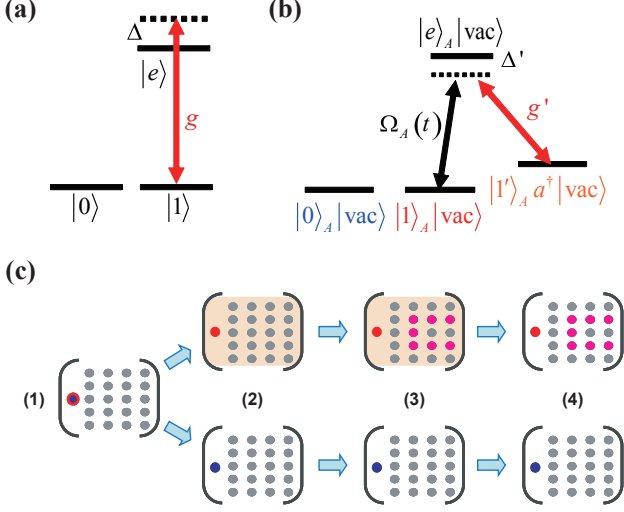 (a)
Δ
|e⟩
g
|0⟩
|1⟩
(b)
|e⟩_A|vac⟩
Δ'
Ω_A(t)
g'
|0⟩_A|vac⟩
|1⟩_A|vac⟩
|1'⟩_A a†|vac⟩
(c)
(1)
(2)
(3)
(4)